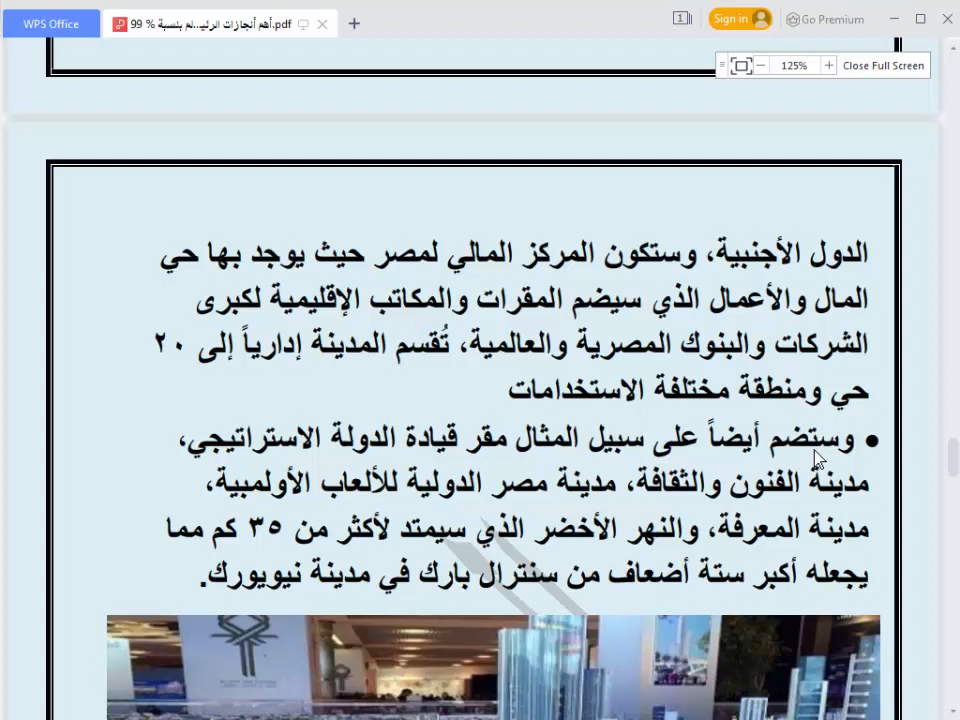 WPS Office
أهم أنجازات الرئيـ...لم بنسبة % 99.pdf
1
Sign in
Go Premium
125%
Close Full Screen
الدول الأجنبية، وستكون المركز المالي لمصر حيث يوجد بها حي
المال والأعمال الذي سيضم المقرات والمكاتب الإقليمية لكبرى
الشركات والبنوك المصرية والعالمية، تُقسم المدينة إدارياً إلى ٢٠
حي ومنطقة مختلفة الاستخدامات
• وستضم أيضاً على سبيل المثال مقر قيادة الدولة الاستراتيجي،
مدينة الفنون والثقافة، مدينة مصر الدولية للألعاب الأولمبية،
مدينة المعرفة، والنهر الأخضر الذي سيمتد لأكثر من ٣٥ كم مما
يجعله أكبر ستة أضعاف من سنترال بارك في مدينة نيويورك.